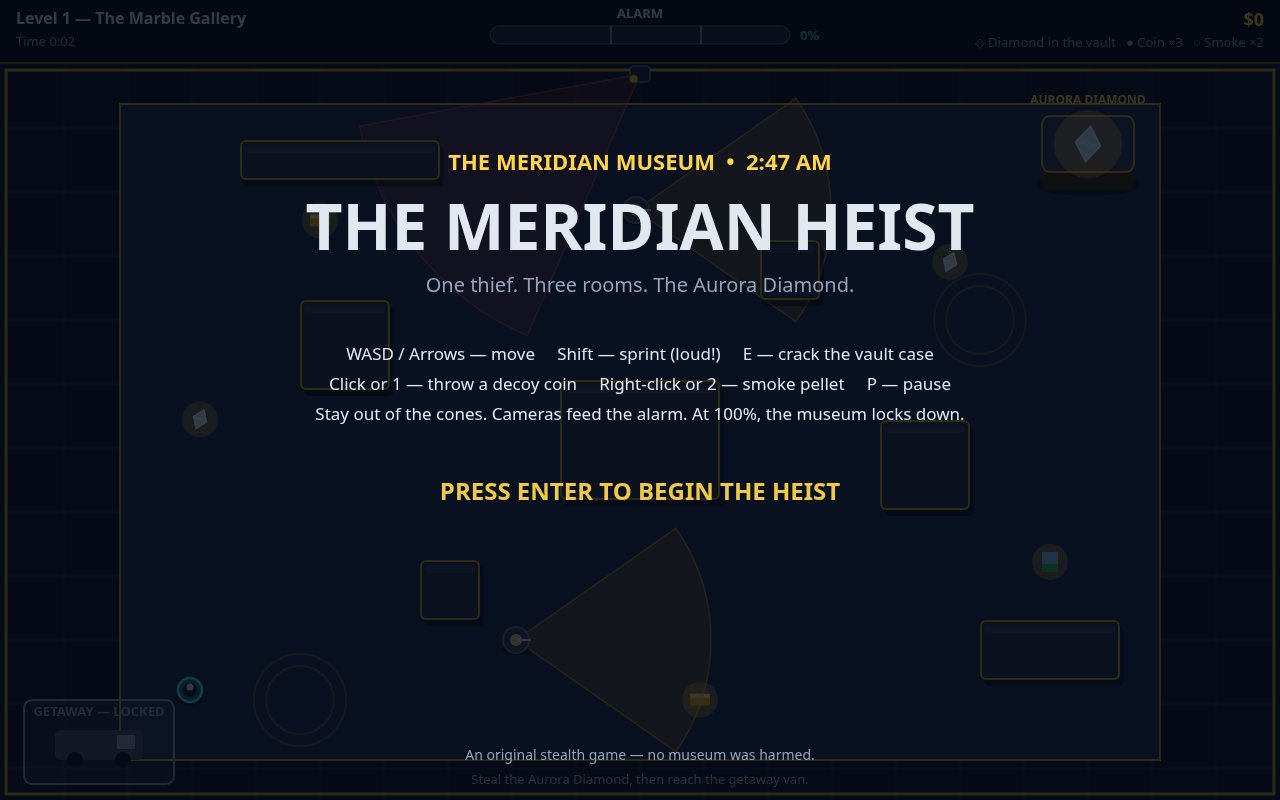 Level 1 — The Marble Gallery
Time 0:02
ALARM
0%
$0
◇ Diamond in the vault ● Coin ×3 ○ Smoke ×2
AURORA DIAMOND
THE MERIDIAN MUSEUM • 2:47 AM
THE MERIDIAN HEIST
One thief. Three rooms. The Aurora Diamond.
WASD / Arrows — move Shift — sprint (loud!) E — crack the vault case
Click or 1 — throw a decoy coin Right-click or 2 — smoke pellet P — pause
Stay out of the cones. Cameras feed the alarm. At 100%, the museum locks down.
PRESS ENTER TO BEGIN THE HEIST
GETAWAY — LOCKED
An original stealth game — no museum was harmed.
Steal the Aurora Diamond, then reach the getaway van.